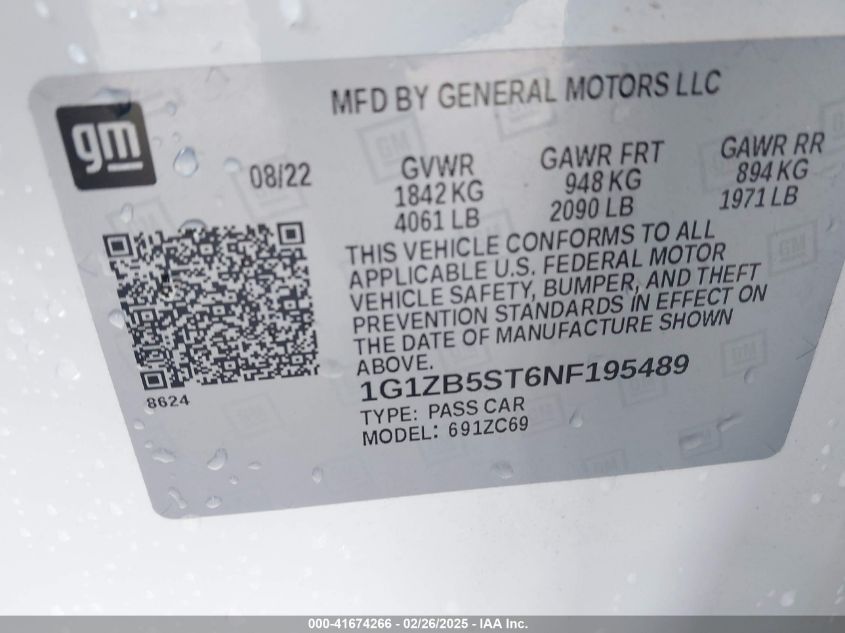 gm
MFD BY GENERAL MOTORS LLC
08/22
GVWR
1842 KG
4061 LB
GAWR FRT
948 KG
2090 LB
GAWR RR
894 KG
1971 LB
THIS VEHICLE CONFORMS TO ALL
APPLICABLE U.S. FEDERAL MOTOR
VEHICLE SAFETY, BUMPER, AND THEFT
PREVENTION STANDARDS IN EFFECT ON
THE DATE OF MANUFACTURE SHOWN
ABOVE.
1G1ZB5ST6NF195489
TYPE: PASS CAR
MODEL: 691ZC69
8624
000-41674266 - 02/26/2025 - IAA Inc.